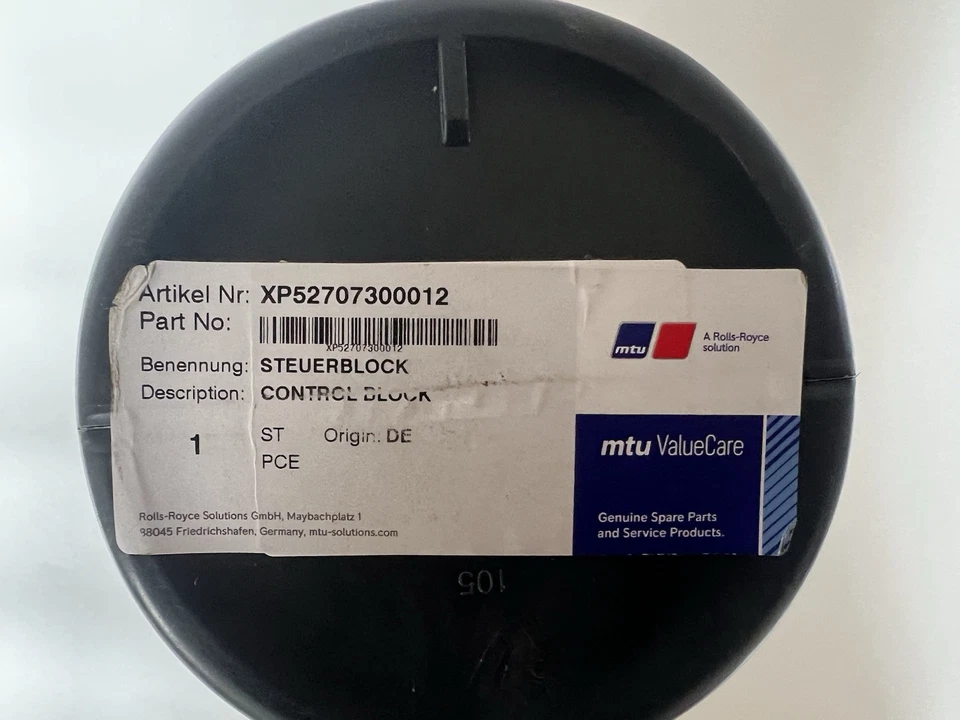 Artikel Nr: XP52707300012
Part No:
XP52707300012
Benennung: STEUERBLOCK
Description: CONTROL BLOCK
1
ST Origin: DE
PCE
Rolls-Royce Solutions GmbH, Maybachplatz 1
88045 Friedrichshafen, Germany, mtu-solutions.com
mtu
A Rolls-Royce
solution
mtu ValueCare
Genuine Spare Parts
and Service Products.
105